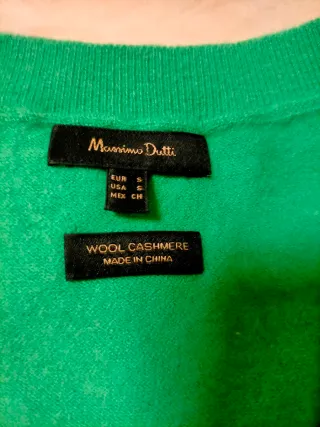 Massimo Dutti
EUR S
USA S
MEX CH
WOOL CASHMERE
MADE IN CHINA